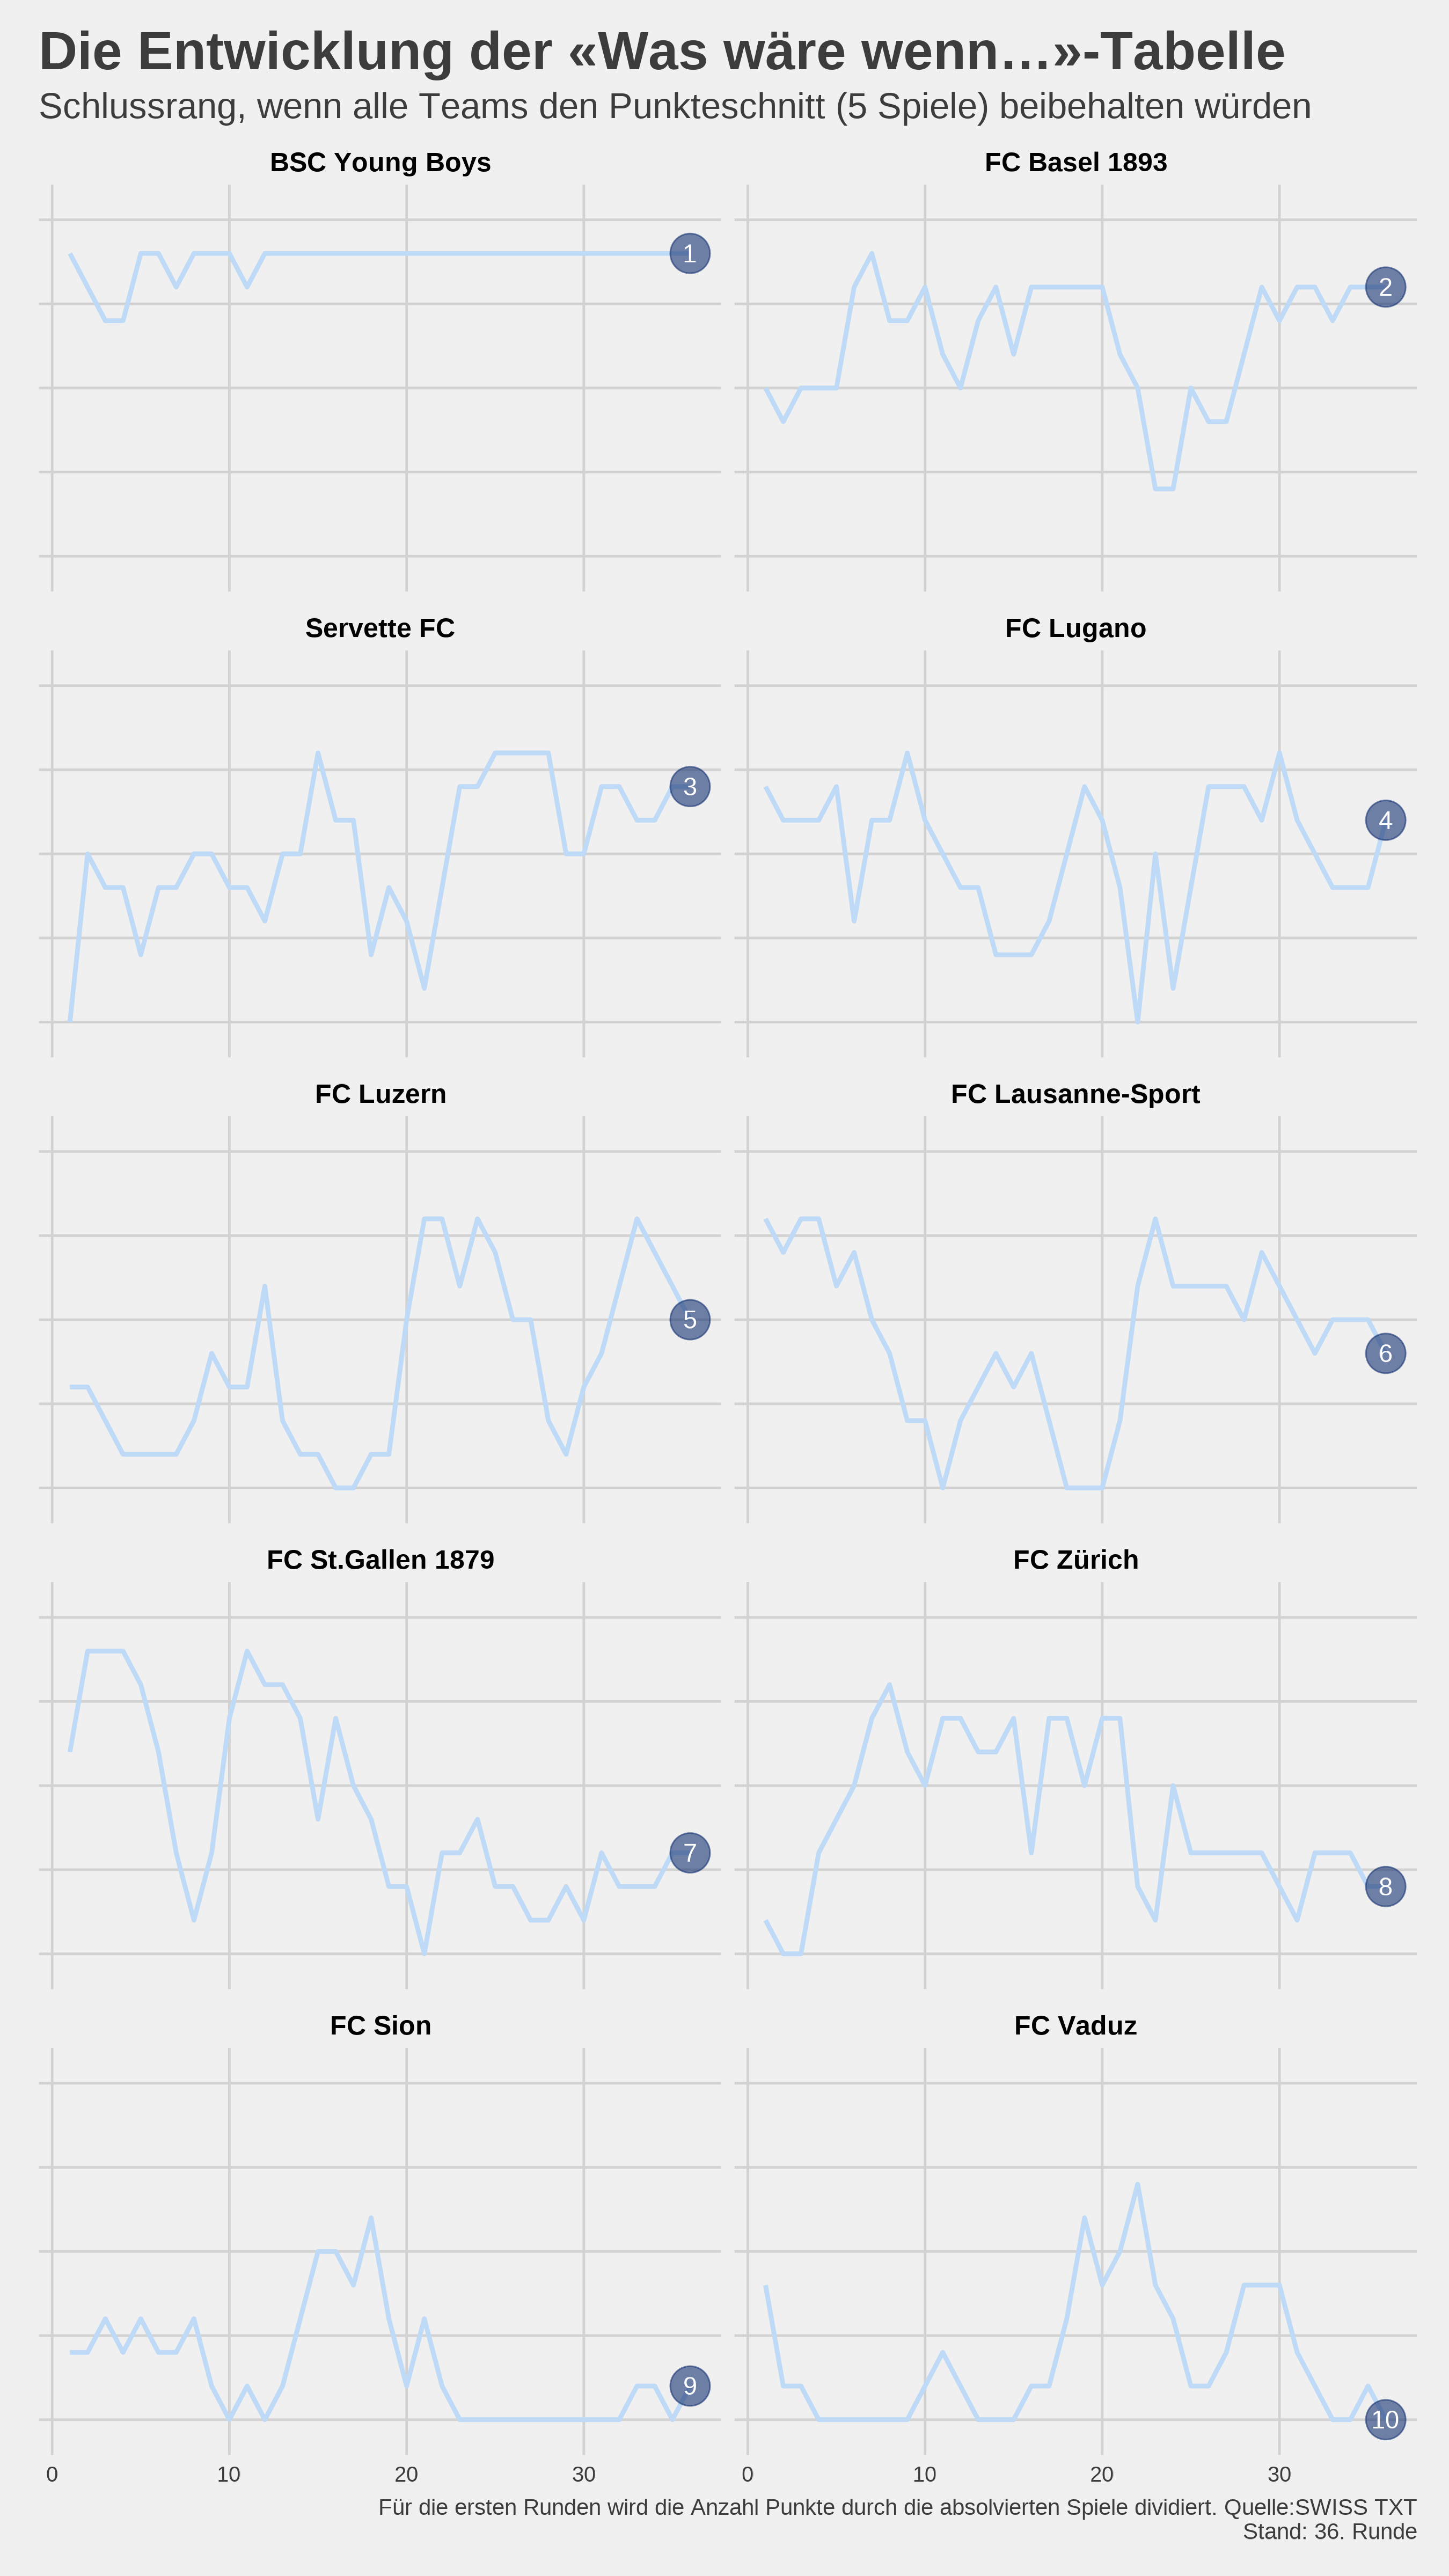 Die Entwicklung der «Was wäre wenn…»-Tabelle
Schlussrang, wenn alle Teams den Punkteschnitt (5 Spiele) beibehalten würden
BSC Young Boys
FC Basel 1893
1
2
Servette FC
FC Lugano
3
4
FC Luzern
FC Lausanne-Sport
5
6
FC St.Gallen 1879
FC Zürich
7
8
FC Sion
FC Vaduz
9
10
0 10 20 30 0 10 20 30
Für die ersten Runden wird die Anzahl Punkte durch die absolvierten Spiele dividiert. Quelle:SWISS TXT
Stand: 36. Runde